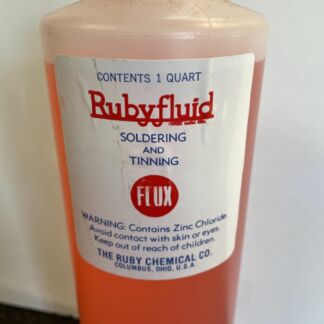 CONTENTS 1 QUART
Rubyfluid
SOLDERING
AND
TINNING
FLUX
WARNING: Contains Zinc Chloride.
Avoid contact with skin or eyes.
Keep out of reach of children.
THE RUBY CHEMICAL CO.
COLUMBUS, OHIO, U.S.A.